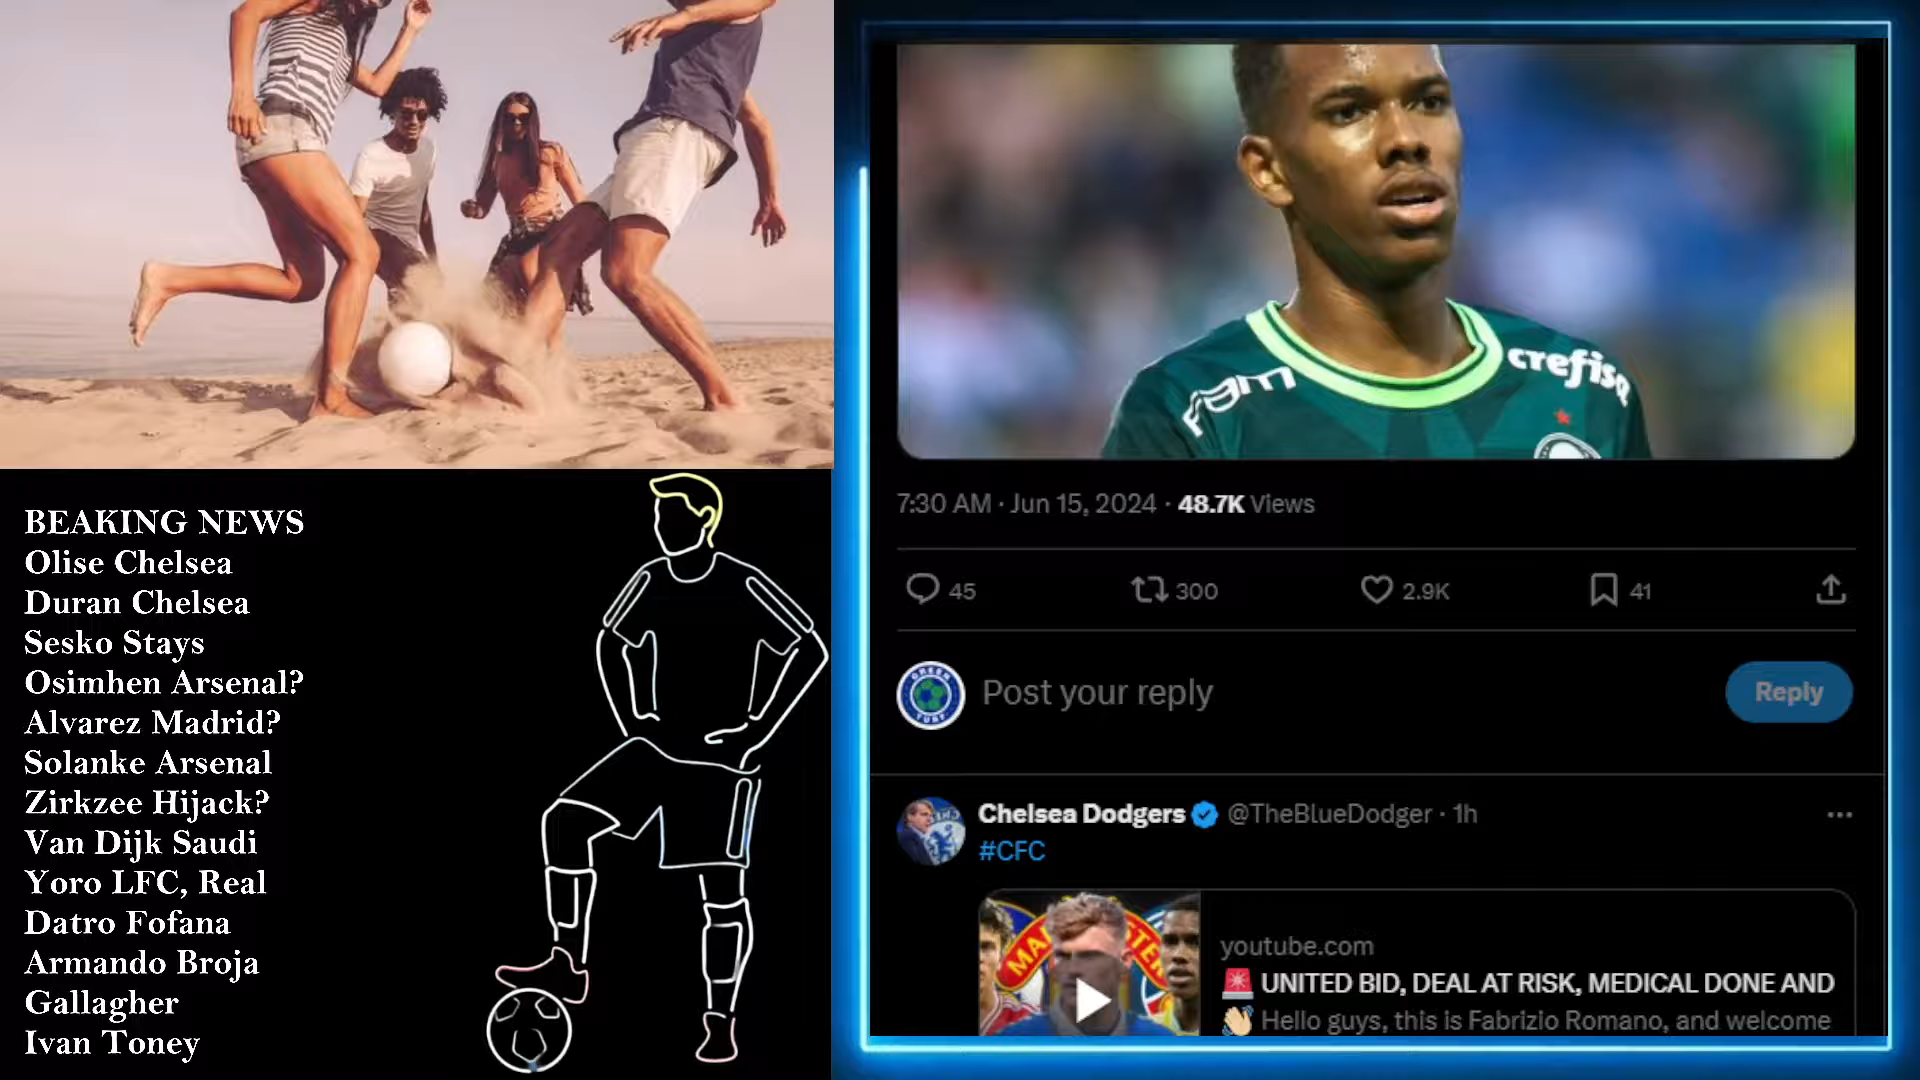 BEAKING NEWS
Olise Chelsea
Duran Chelsea
Sesko Stays
Osimhen Arsenal?
Alvarez Madrid?
Solanke Arsenal
Zirkzee Hijack?
Van Dijk Saudi
Yoro LFC, Real
Datro Fofana
Armando Broja
Gallagher
Ivan Toney
Fam
crefisa
7:30 AM · Jun 15, 2024 · 48.7K Views
45 300 2.9K 41
GREEN TURF
Post your reply
Reply
Chelsea Dodgers @TheBlueDodger · 1h
#CFC
youtube.com
UNITED BID, DEAL AT RISK, MEDICAL DONE AND
Hello guys, this is Fabrizio Romano, and welcome